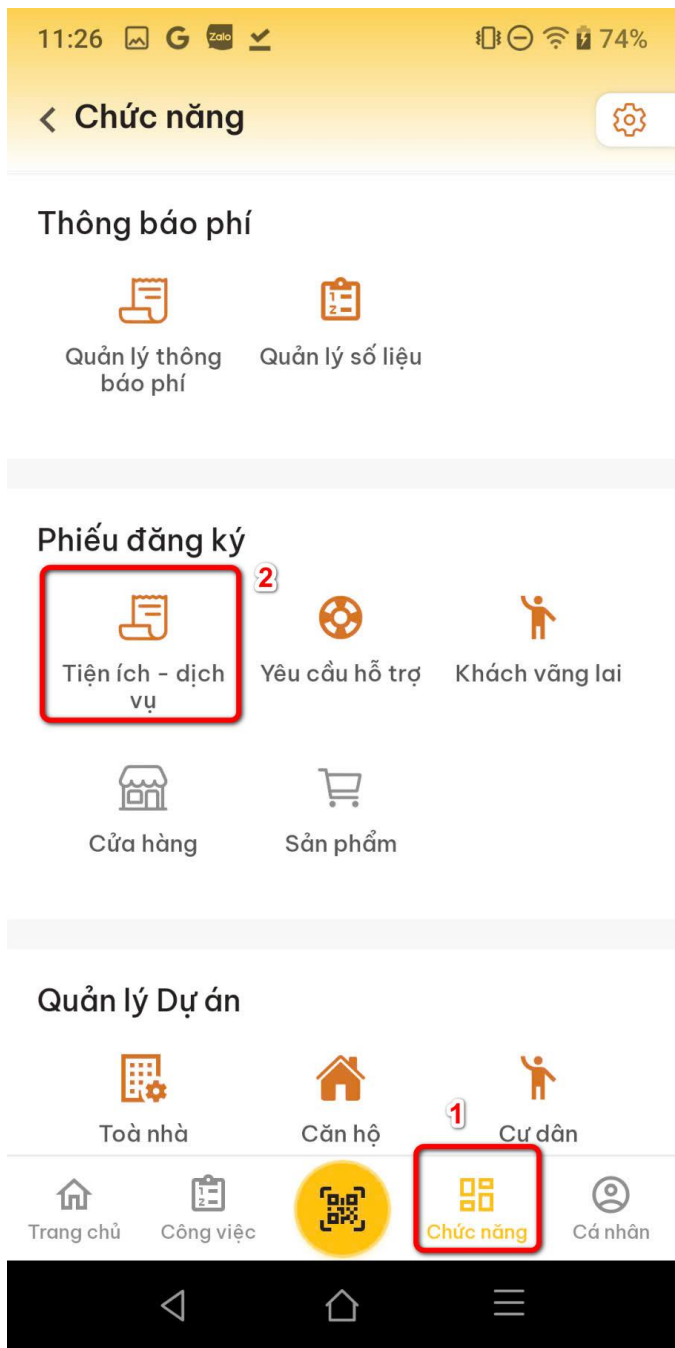 11:26 G Zalo 74%
Chức năng
Thông báo phí
Quản lý thông báo phí
Quản lý số liệu
Phiếu đăng ký
2
Tiện ích - dịch vụ
Yêu cầu hỗ trợ
Khách vãng lai
Cửa hàng
Sản phẩm
Quản lý Dự án
Toà nhà
Căn hộ
1
Cư dân
Trang chủ
Công việc
Chức năng
Cá nhân